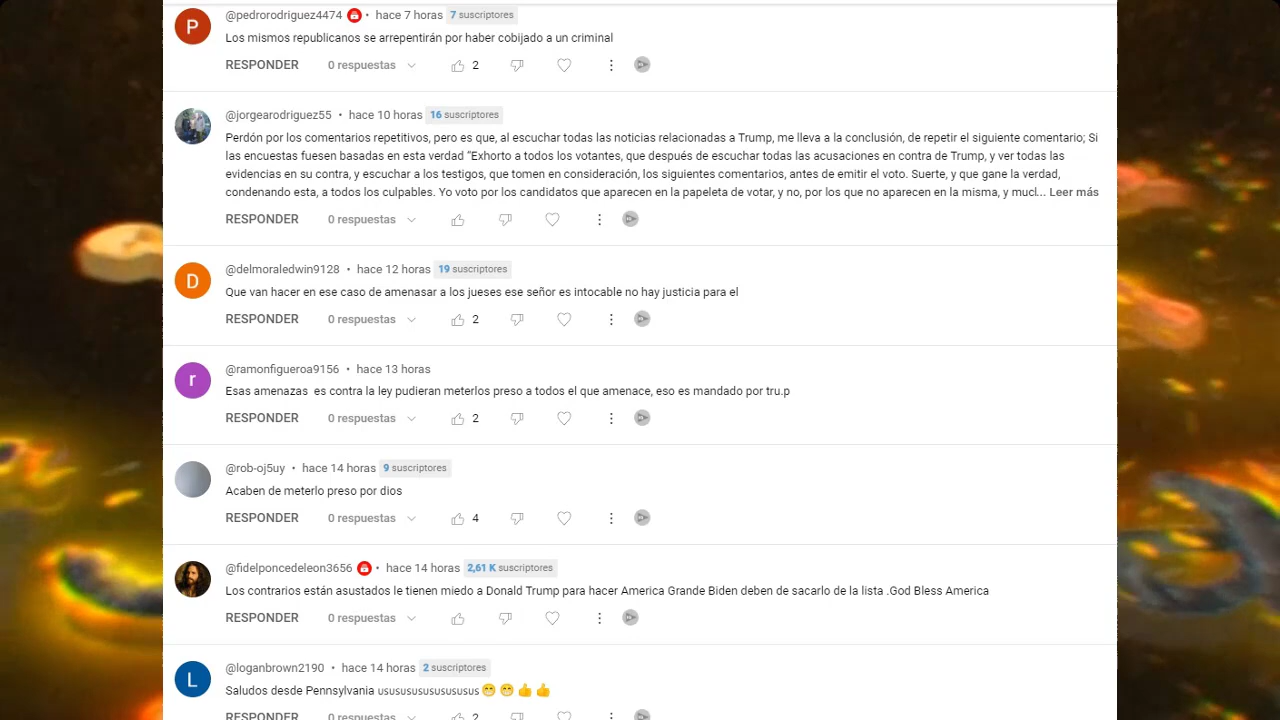 P
@pedrorodriguez4474 • hace 7 horas 7 suscriptores
Los mismos republicanos se arrepentirán por haber cobijado a un criminal
RESPONDER 0 respuestas 2
@jorgearodriguez55 • hace 10 horas 16 suscriptores
Perdón por los comentarios repetitivos, pero es que, al escuchar todas las noticias relacionadas a Trump, me lleva a la conclusión, de repetir el siguiente comentario; Si
las encuestas fuesen basadas en esta verdad “Exhorto a todos los votantes, que después de escuchar todas las acusaciones en contra de Trump, y ver todas las
evidencias en su contra, y escuchar a los testigos, que tomen en consideración, los siguientes comentarios, antes de emitir el voto. Suerte, y que gane la verdad,
condenando esta, a todos los culpables. Yo voto por los candidatos que aparecen en la papeleta de votar, y no, por los que no aparecen en la misma, y mucl... Leer más
RESPONDER 0 respuestas
D
@delmoraledwin9128 • hace 12 horas 19 suscriptores
Que van hacer en ese caso de amenasar a los jueses ese señor es intocable no hay justicia para el
RESPONDER 0 respuestas 2
r
@ramonfigueroa9156 • hace 13 horas
Esas amenazas es contra la ley pudieran meterlos preso a todos el que amenace, eso es mandado por tru.p
RESPONDER 0 respuestas 2
@rob-oj5uy • hace 14 horas 9 suscriptores
Acaben de meterlo preso por dios
RESPONDER 0 respuestas 4
@fidelponcedeleon3656 • hace 14 horas 2,61 K suscriptores
Los contrarios están asustados le tienen miedo a Donald Trump para hacer America Grande Biden deben de sacarlo de la lista .God Bless America
RESPONDER 0 respuestas
L
@loganbrown2190 • hace 14 horas 2 suscriptores
Saludos desde Pennsylvania ususususususususus😁😁👍👍
RESPONDER 0 respuestas 2